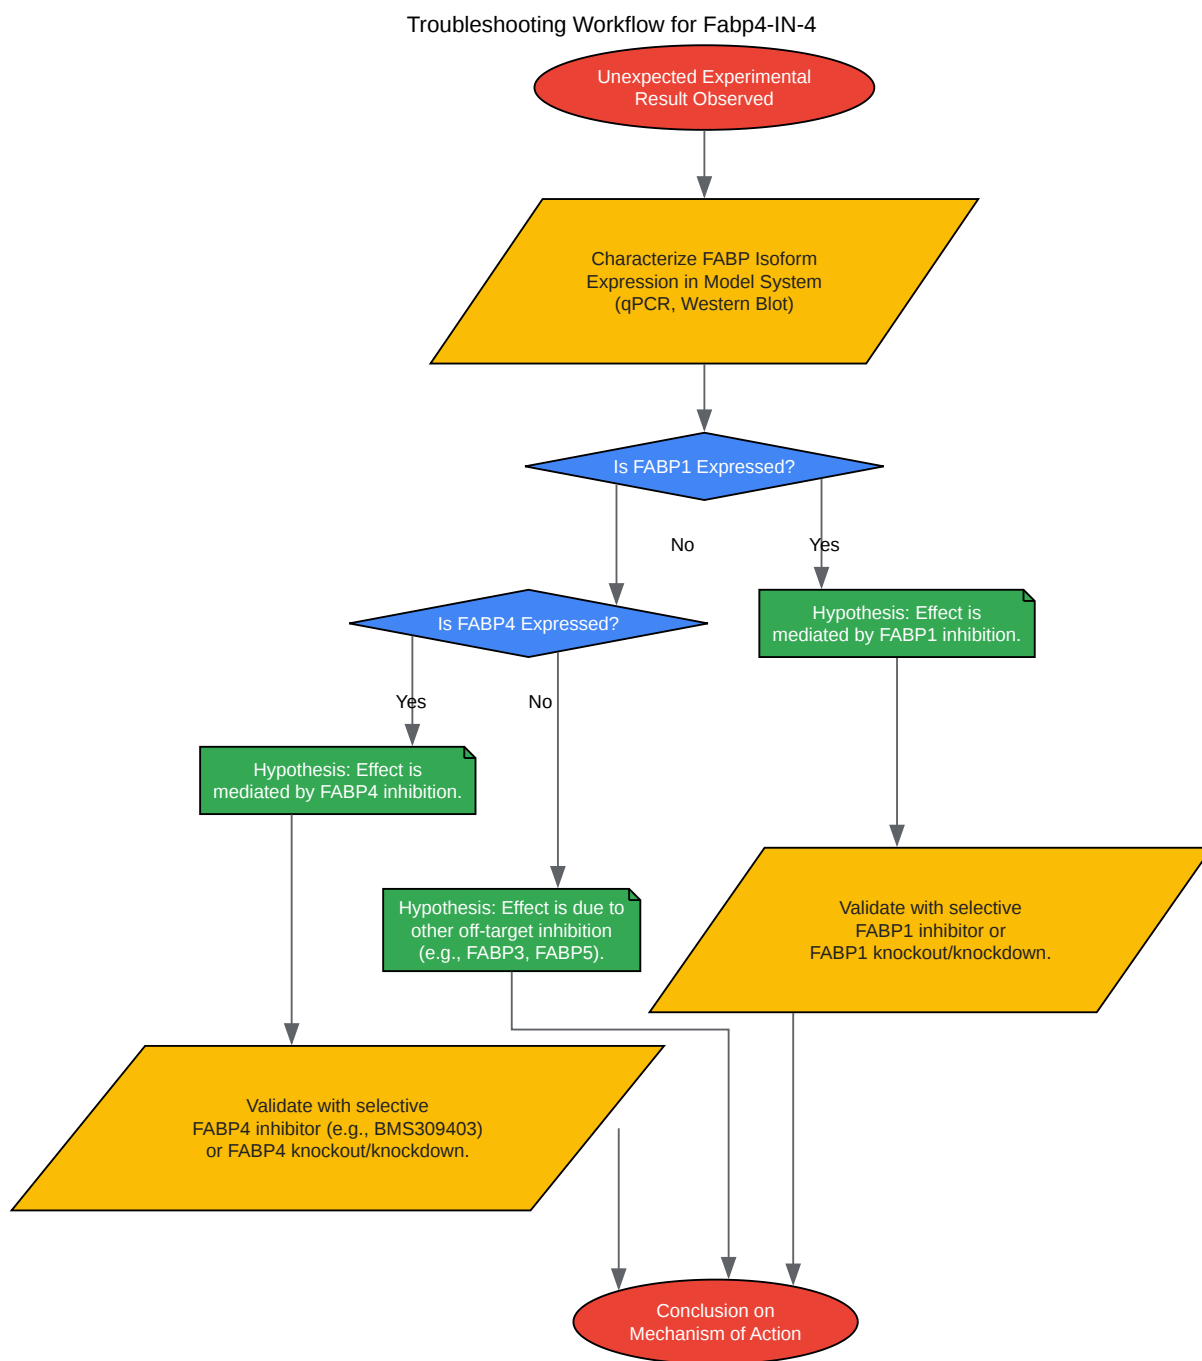 Troubleshooting Workflow for Fabp4-IN-4
Unexpected Experimental
Result Observed
Characterize FABP Isoform
Expression in Model System
(qPCR, Western Blot)
Is FABP1 Expressed?
No
Yes
Is FABP4 Expressed?
Hypothesis: Effect is
mediated by FABP1 inhibition.
Yes
No
Hypothesis: Effect is
mediated by FABP4 inhibition.
Hypothesis: Effect is due to
other off-target inhibition
(e.g., FABP3, FABP5).
Validate with selective
FABP1 inhibitor or
FABP1 knockout/knockdown.
Validate with selective
FABP4 inhibitor (e.g., BMS309403)
or FABP4 knockout/knockdown.
Conclusion on
Mechanism of Action